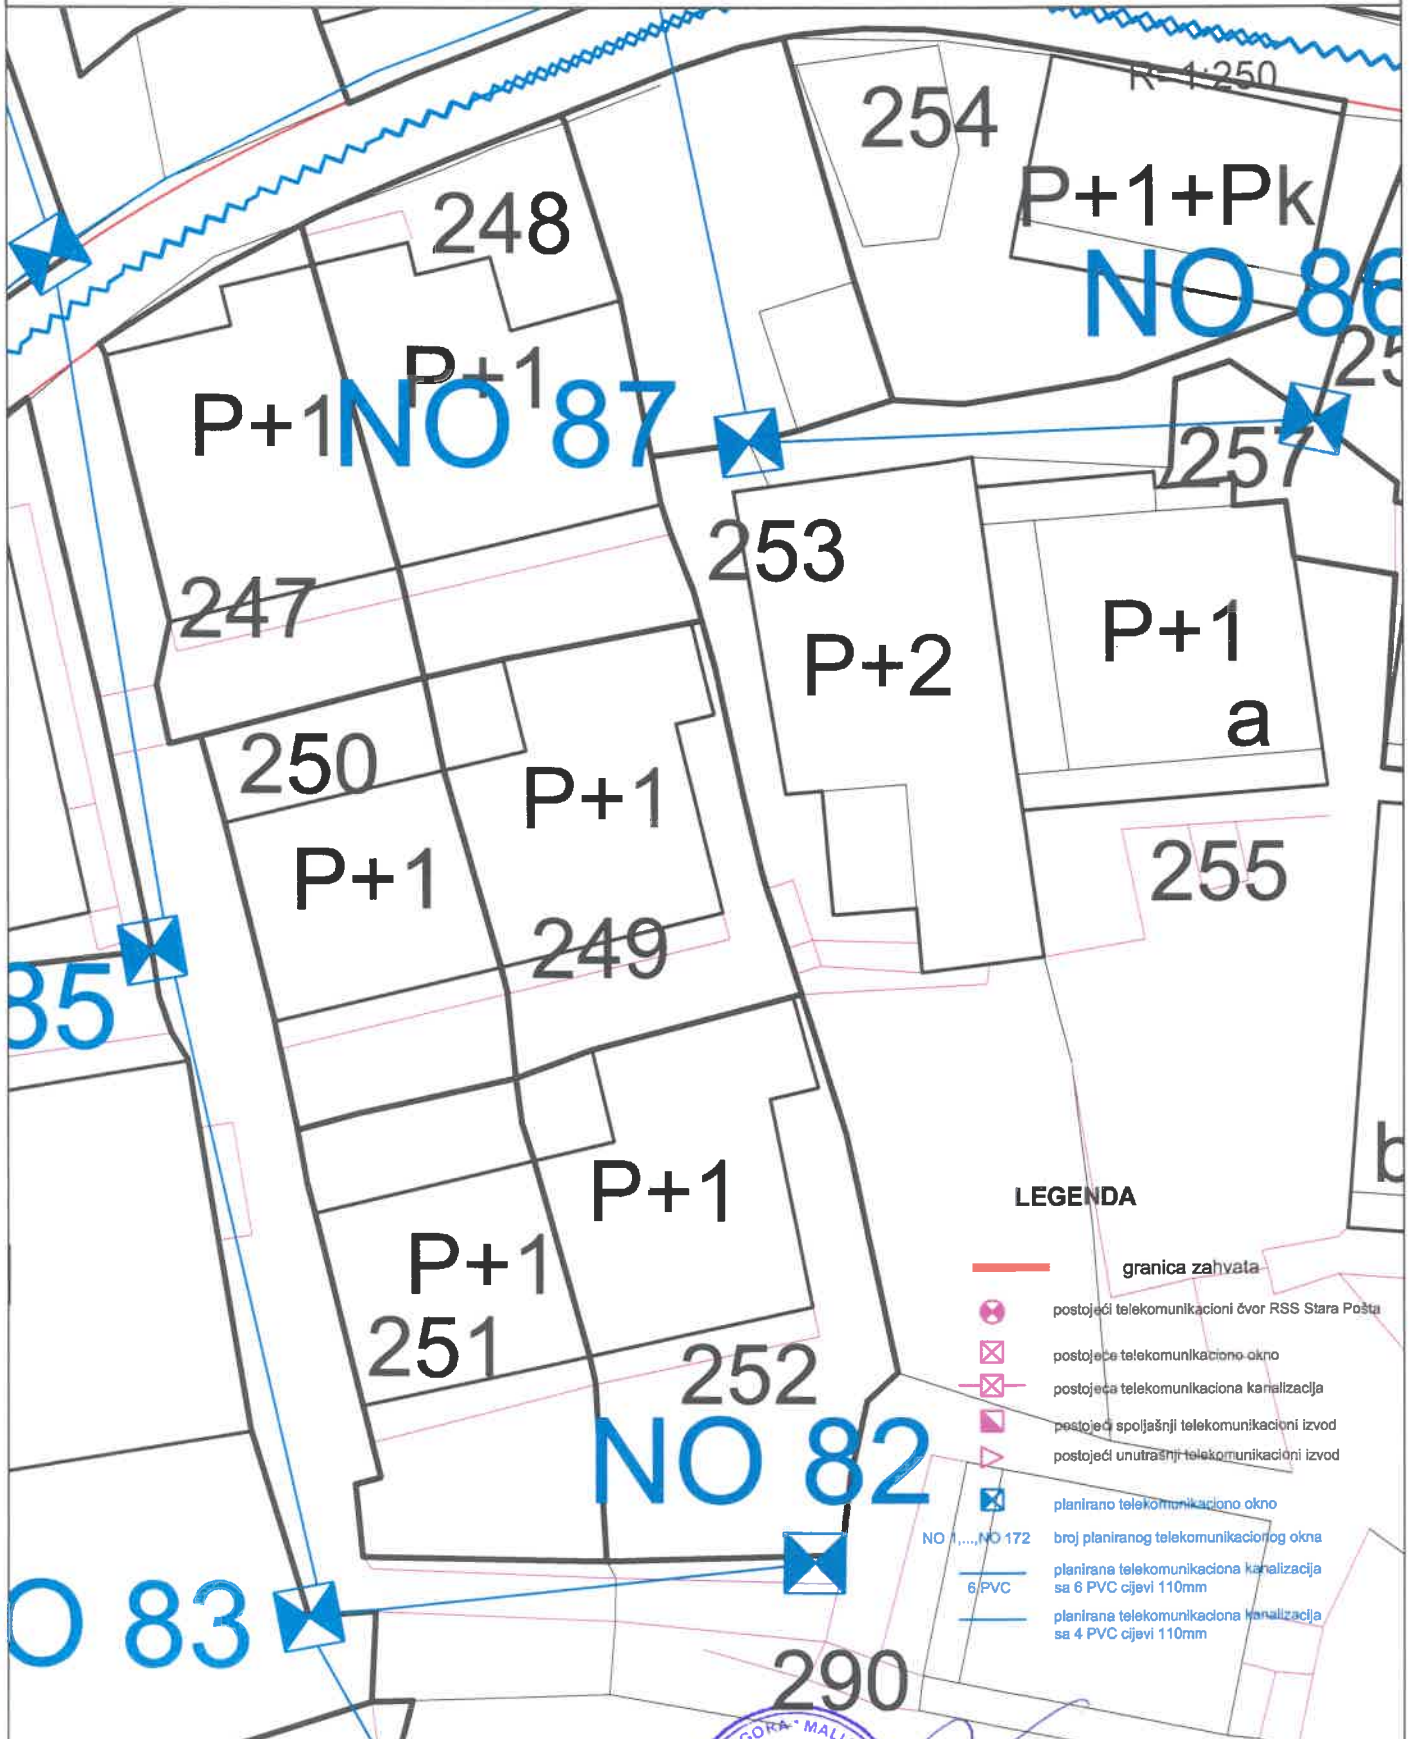 R= 1:250
254
P+1+Pk
248
NO 86
P+1
P+1
NO 87
257
253
247
P+1
P+2
a
250
P+1
P+1
255
249
85
b
P+1
LEGENDA
P+1
granica zahvata
postojeći telekomunikacioni čvor RSS Stara Pošta
251
252
postojeće telekomunikaciono okno
postojeća telekomunikaciona kanalizacija
NO 82
postojeći spoljašnji telekomunikacioni izvod
postojeći unutrašnji telekomunikacioni izvod
planirano telekomunikaciono okno
NO 1,...,NO 172 broj planiranog telekomunikacionog okna
planirana telekomunikaciona kanalizacija
6 PVC sa 6 PVC cijevi 110mm
planirana telekomunikaciona kanalizacija
sa 4 PVC cijevi 110mm
O 83
290